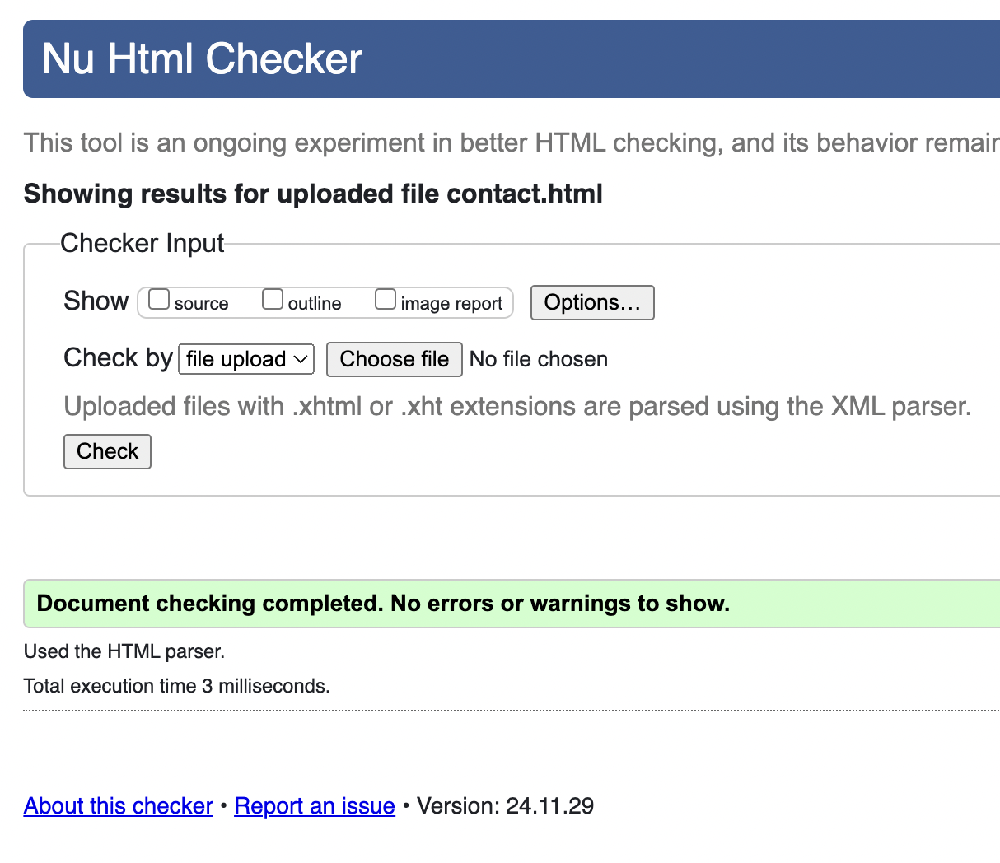 Nu Html Checker
This tool is an ongoing experiment in better HTML checking, and its behavior remain
Showing results for uploaded file contact.html
Checker Input
Show source outline image report Options…
Check by file upload Choose file No file chosen
Uploaded files with .xhtml or .xht extensions are parsed using the XML parser.
Check
Document checking completed. No errors or warnings to show.
Used the HTML parser.
Total execution time 3 milliseconds.
About this checker • Report an issue • Version: 24.11.29